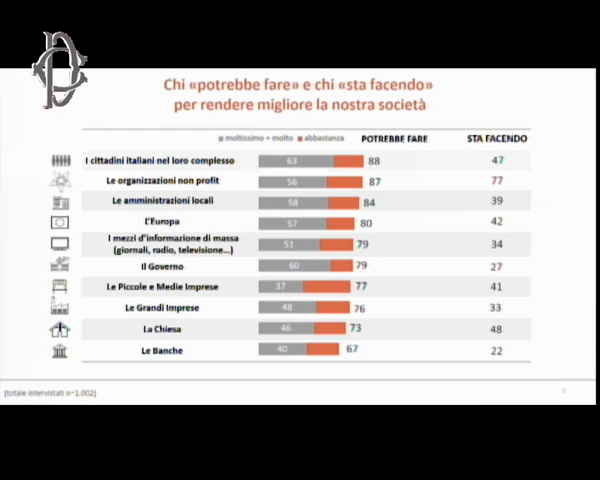 Chi «potrebbe fare» e chi «sta facendo»
per rendere migliore la nostra società
moltissimo + molto abbastanza POTREBBE FARE STA FACENDO
I cittadini italiani nel loro complesso 63 88 47
Le organizzazioni non profit 56 87 77
Le amministrazioni locali 58 84 39
L'Europa 57 80 42
I mezzi d'informazione di massa
(giornali, radio, televisione...) 51 79 34
Il Governo 60 79 27
Le Piccole e Medie Imprese 37 77 41
Le Grandi Imprese 48 76 33
La Chiesa 46 73 48
Le Banche 40 67 22
[totale intervistati n=1.002]
7